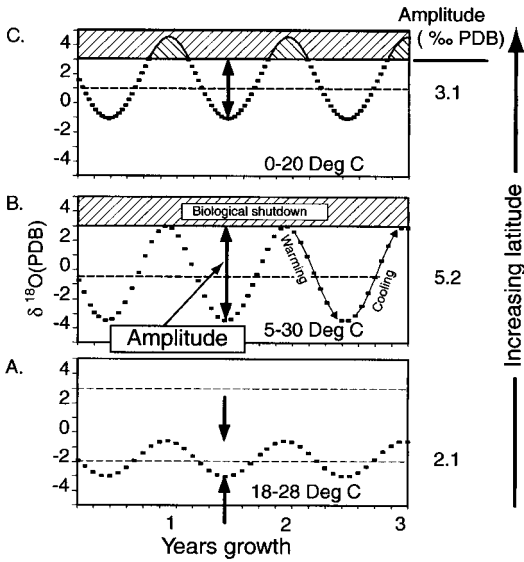 Amplitude
( ‰ PDB)
C.
4
2
0
-2
-4
0-20 Deg C
3.1
B.
4
2
0
-2
-4
Biological shutdown
Warming
Cooling
Amplitude
5-30 Deg C
5.2
δ 18O(PDB)
A.
4
2
0
-2
-4
18-28 Deg C
2.1
1 2 3
Years growth
Increasing latitude